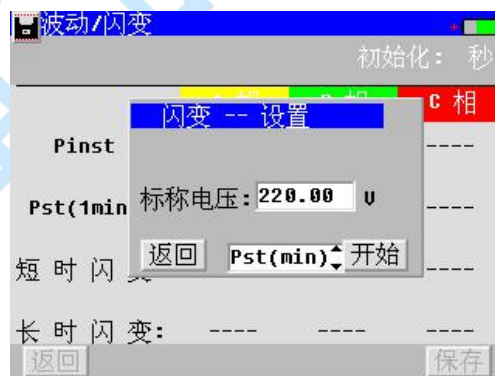 波动/闪变
初始化: 秒
C 相
闪变 -- 设置
Pinst
----
标称电压: 220.00 V
Pst(1min
----
返回 Pst(min) 开始
短 时 闪
----
长 时 闪 变: ---- ---- ----
返回 保存